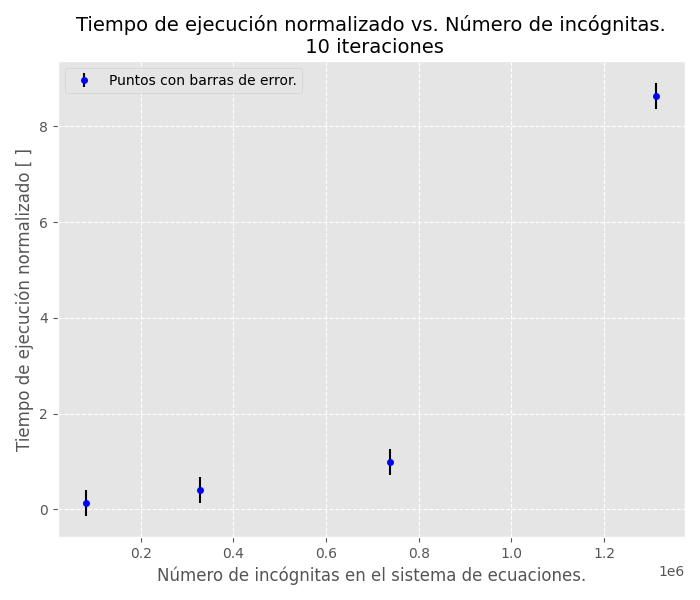 Tiempo de ejecución normalizado vs. Número de incógnitas.
10 iteraciones
Puntos con barras de error.
Tiempo de ejecución normalizado [ ]
8
6
4
2
0
0.2 0.4 0.6 0.8 1.0 1.2
1e6
Número de incógnitas en el sistema de ecuaciones.